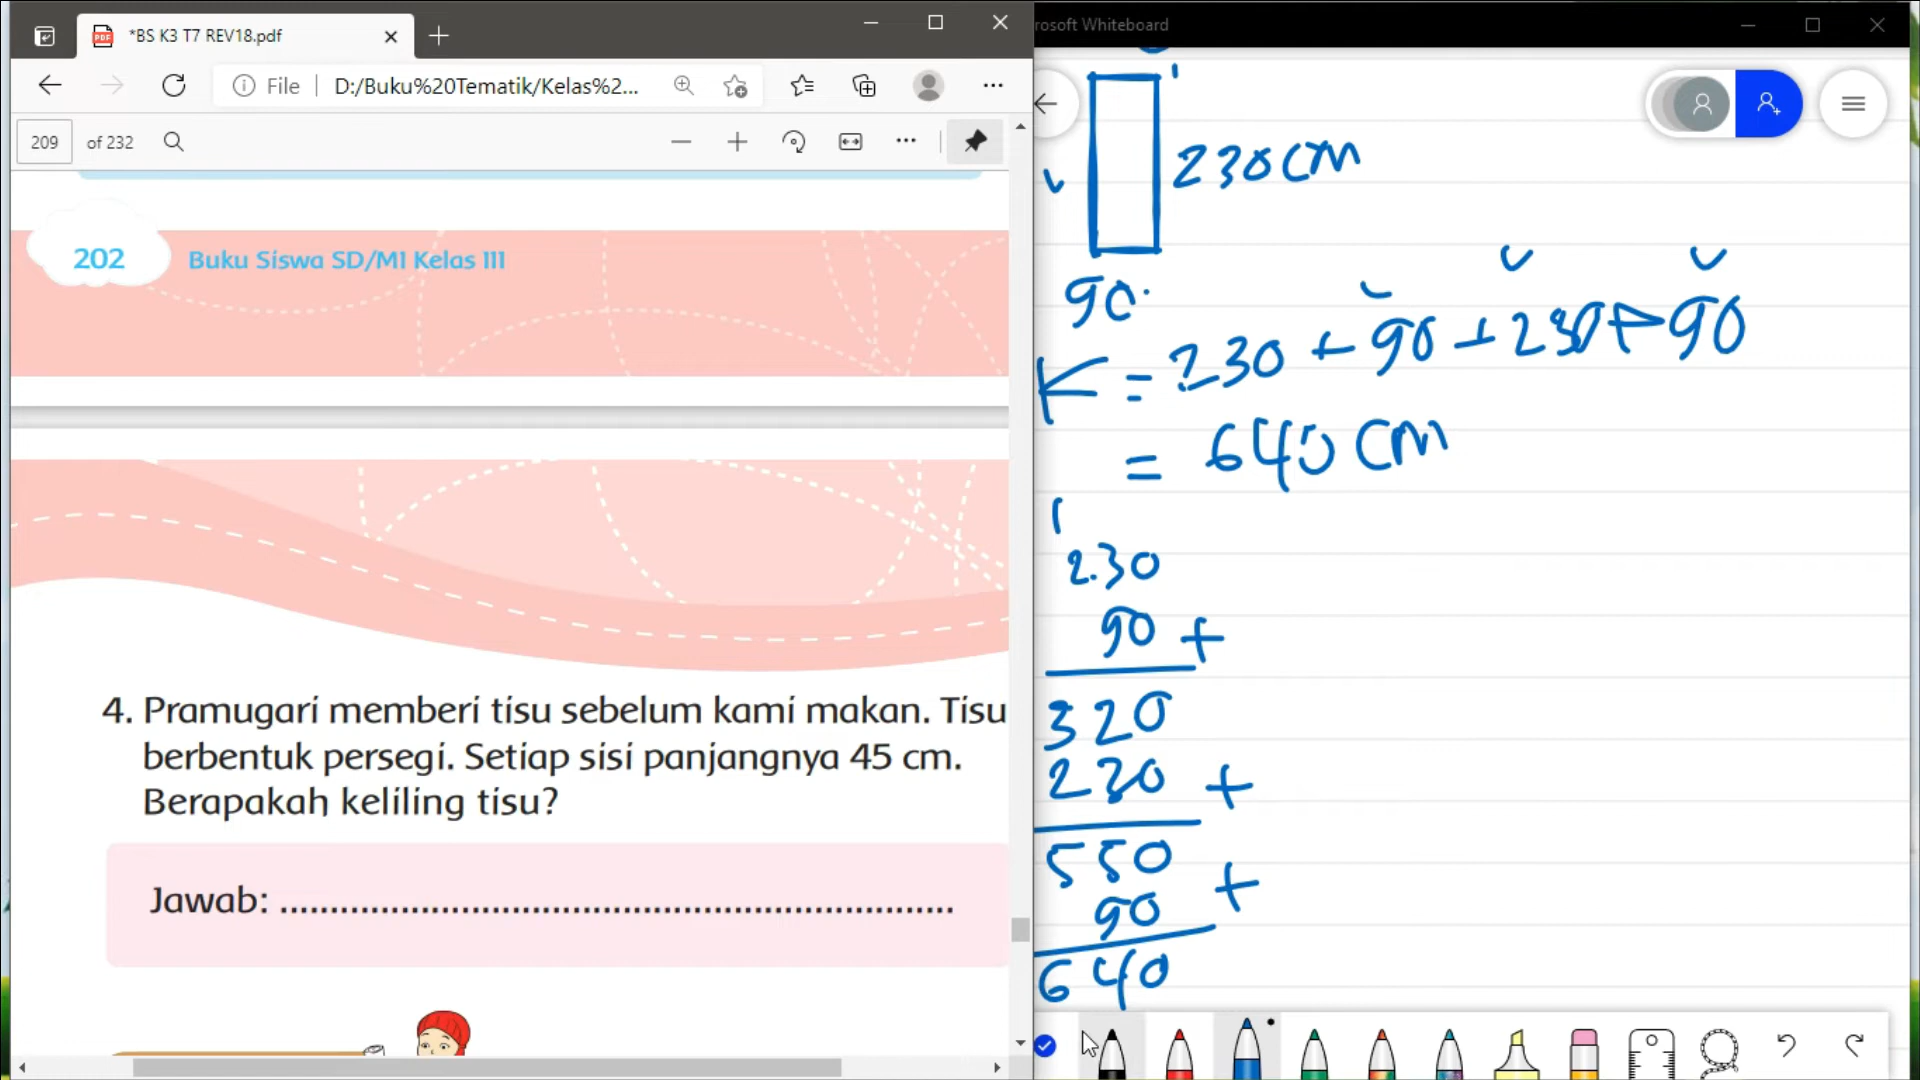 *BS K3 T7 REV18.pdf
File
D:/Buku%20Tematik/Kelas%2...
209
of 232
202
Buku Siswa SD/MI Kelas III
4. Pramugari memberi tisu sebelum kami makan. Tisu
berbentuk persegi. Setiap sisi panjangnya 45 cm.
Berapakah keliling tisu?
Jawab: ....................................................................
rosoft Whiteboard
230 cm
90
K = 230 + 90 + 230 + 90
= 640 cm
1
230
90 +
320
230 +
550
90 +
640